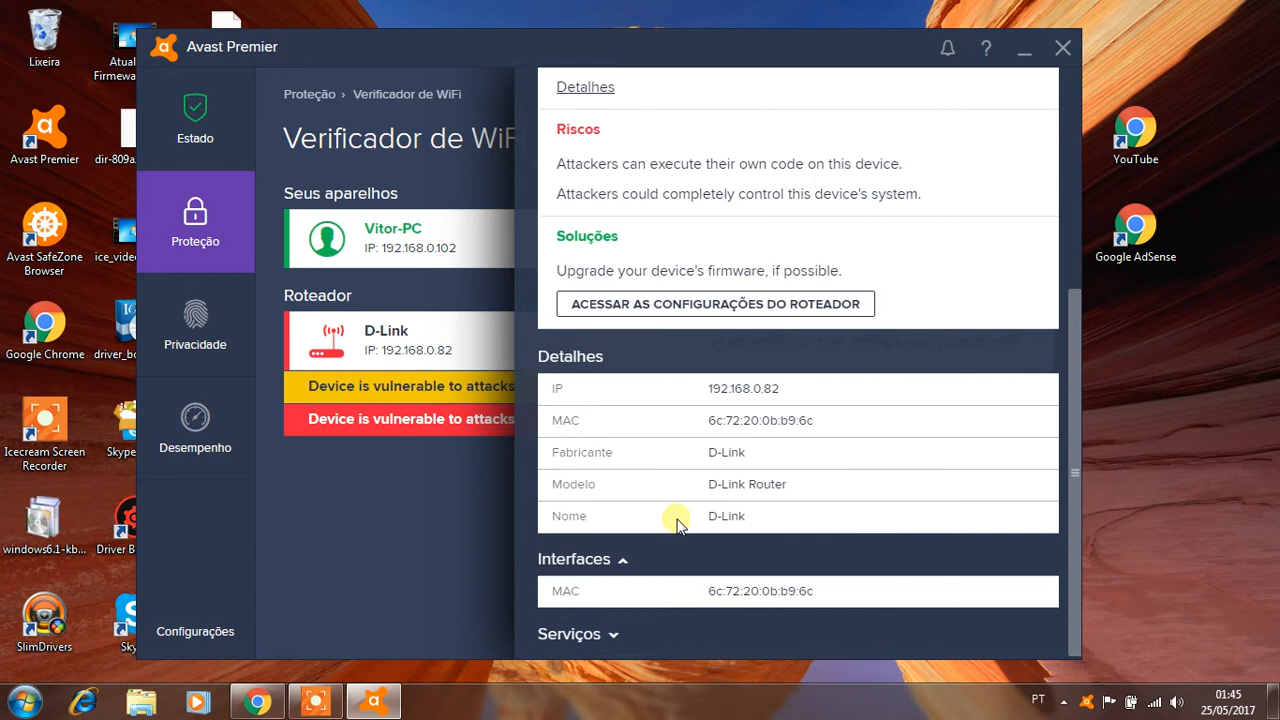 Lixeira
Atual
Firmewa
Avast Premier
dir-809a
Avast SafeZone
Browser
ice_video
Google Chrome
driver_bo
Icecream Screen
Recorder
Skype
windows6.1-kb...
Driver B
SlimDrivers
Sky
YouTube
Google AdSense
Avast Premier
?
Estado
Proteção
Privacidade
Desempenho
Configurações
Proteção › Verificador de WiFi
Verificador de WiF
Seus aparelhos
Vitor-PC
IP: 192.168.0.102
Roteador
D-Link
IP: 192.168.0.82
Device is vulnerable to attacks
Device is vulnerable to attacks
Detalhes
Riscos
Attackers can execute their own code on this device.
Attackers could completely control this device's system.
Soluções
Upgrade your device's firmware, if possible.
ACESSAR AS CONFIGURAÇÕES DO ROTEADOR
Detalhes
IP 192.168.0.82
MAC 6c:72:20:0b:b9:6c
Fabricante D-Link
Modelo D-Link Router
Nome D-Link
Interfaces
MAC 6c:72:20:0b:b9:6c
Serviços
PT
01:45
25/05/2017